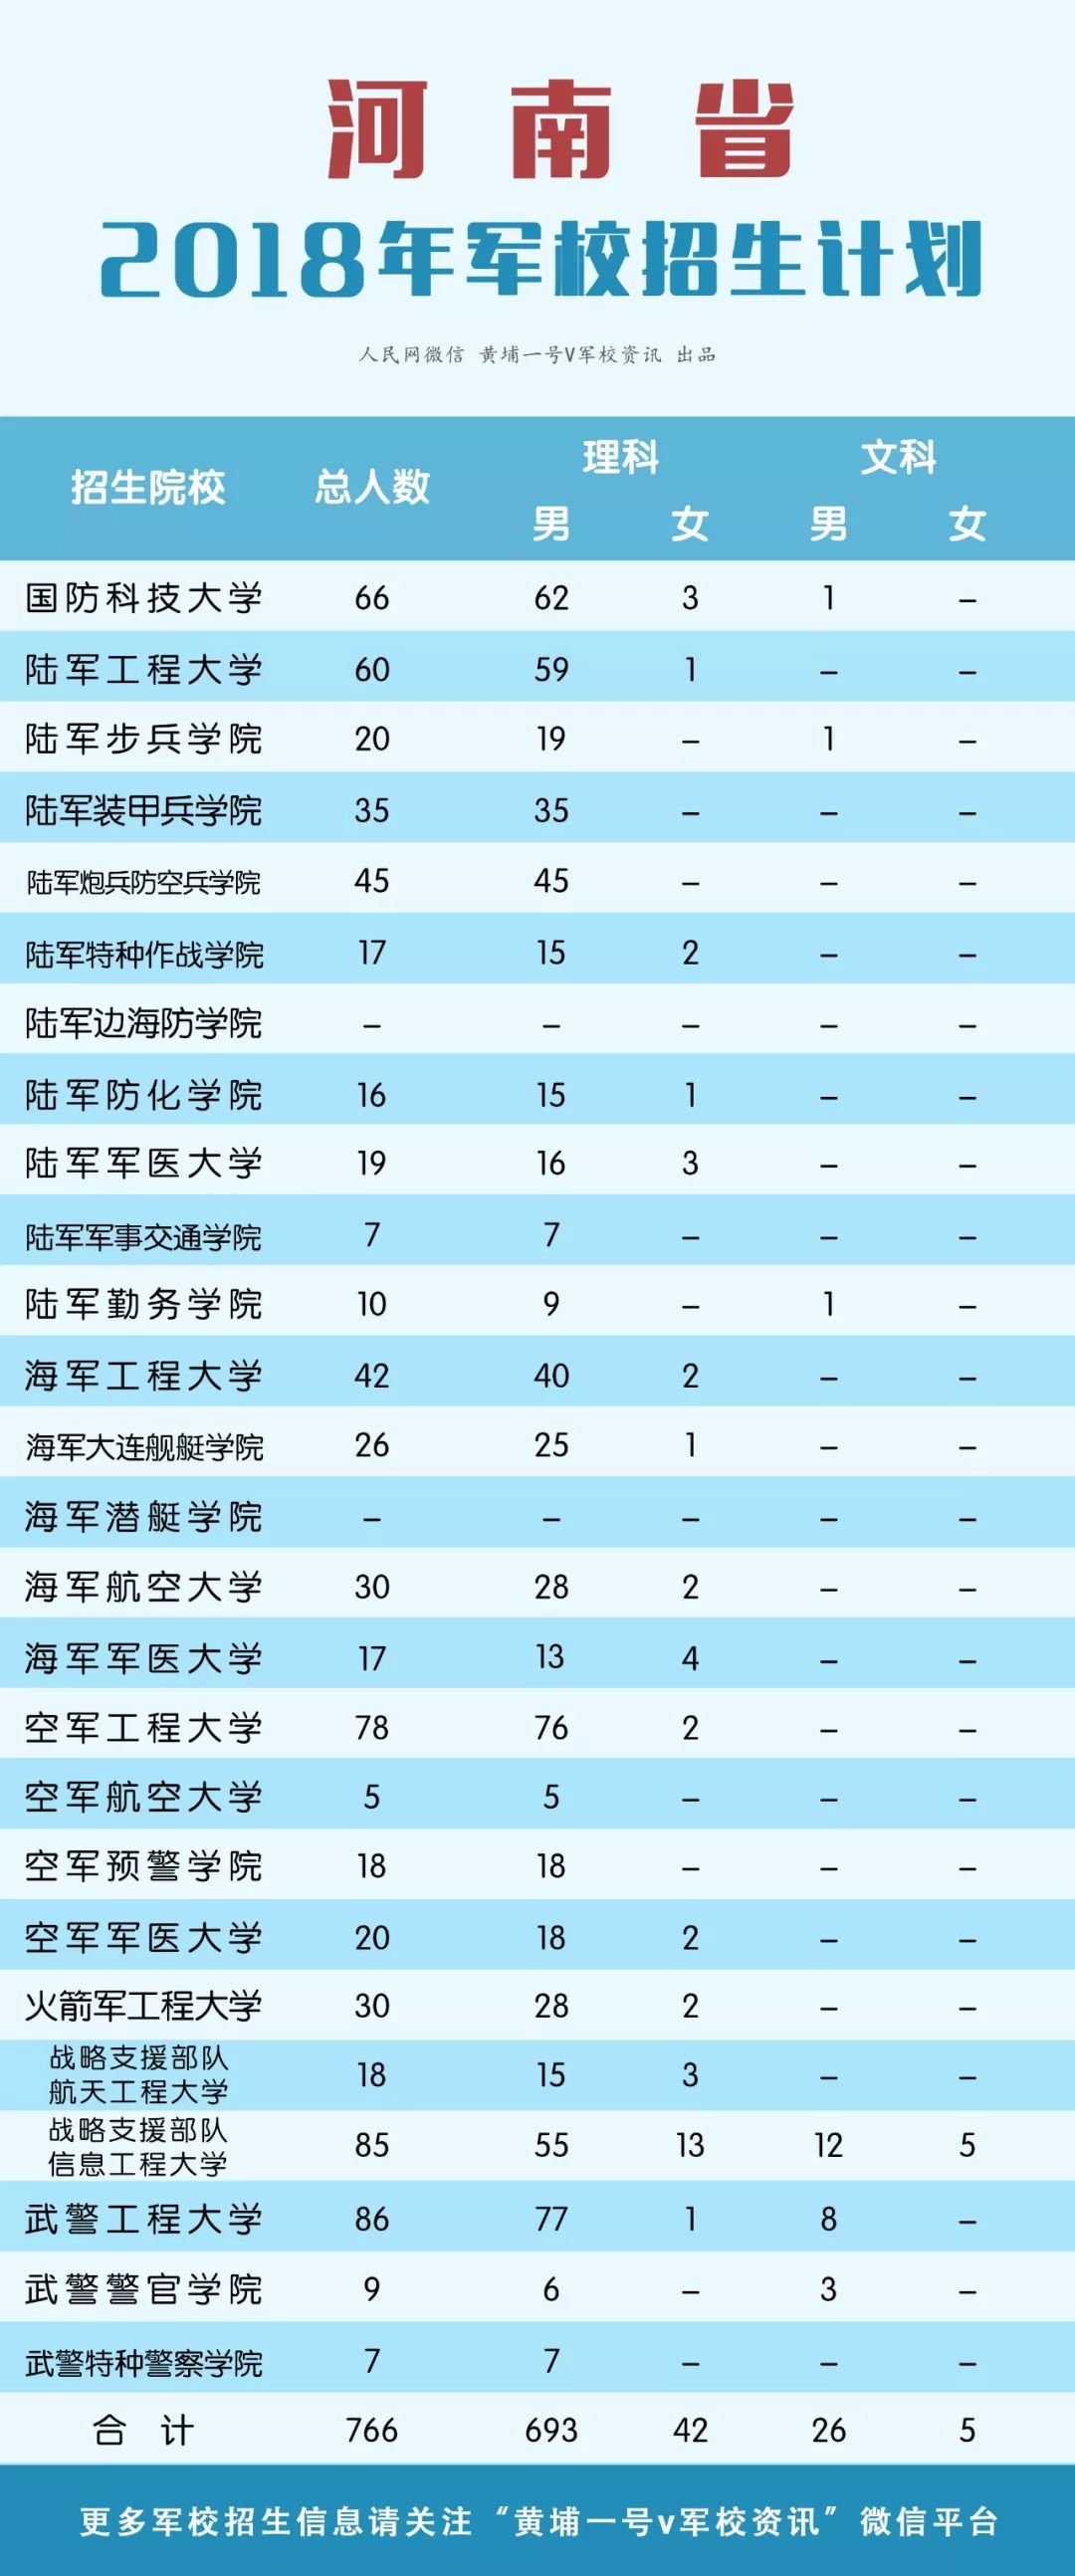 河南省
2018年军校招生计划
人民网微信 黄埔一号V军校资讯 出品
招生院校 总人数 理科 文科
男 女 男 女
国防科技大学 66 62 3 1 –
陆军工程大学 60 59 1 – –
陆军步兵学院 20 19 – 1 –
陆军装甲兵学院 35 35 – – –
陆军炮兵防空兵学院 45 45 – – –
陆军特种作战学院 17 15 2 – –
陆军边海防学院 – – – – –
陆军防化学院 16 15 1 – –
陆军军医大学 19 16 3 – –
陆军军事交通学院 7 7 – – –
陆军勤务学院 10 9 – 1 –
海军工程大学 42 40 2 – –
海军大连舰艇学院 26 25 1 – –
海军潜艇学院 – – – – –
海军航空大学 30 28 2 – –
海军军医大学 17 13 4 – –
空军工程大学 78 76 2 – –
空军航空大学 5 5 – – –
空军预警学院 18 18 – – –
空军军医大学 20 18 2 – –
火箭军工程大学 30 28 2 – –
战略支援部队
航天工程大学 18 15 3 – –
战略支援部队
信息工程大学 85 55 13 12 5
武警工程大学 86 77 1 8 –
武警警官学院 9 6 – 3 –
武警特种警察学院 7 7 – – –
合计 766 693 42 26 5
更多军校招生信息请关注“黄埔一号v军校资讯”微信平台